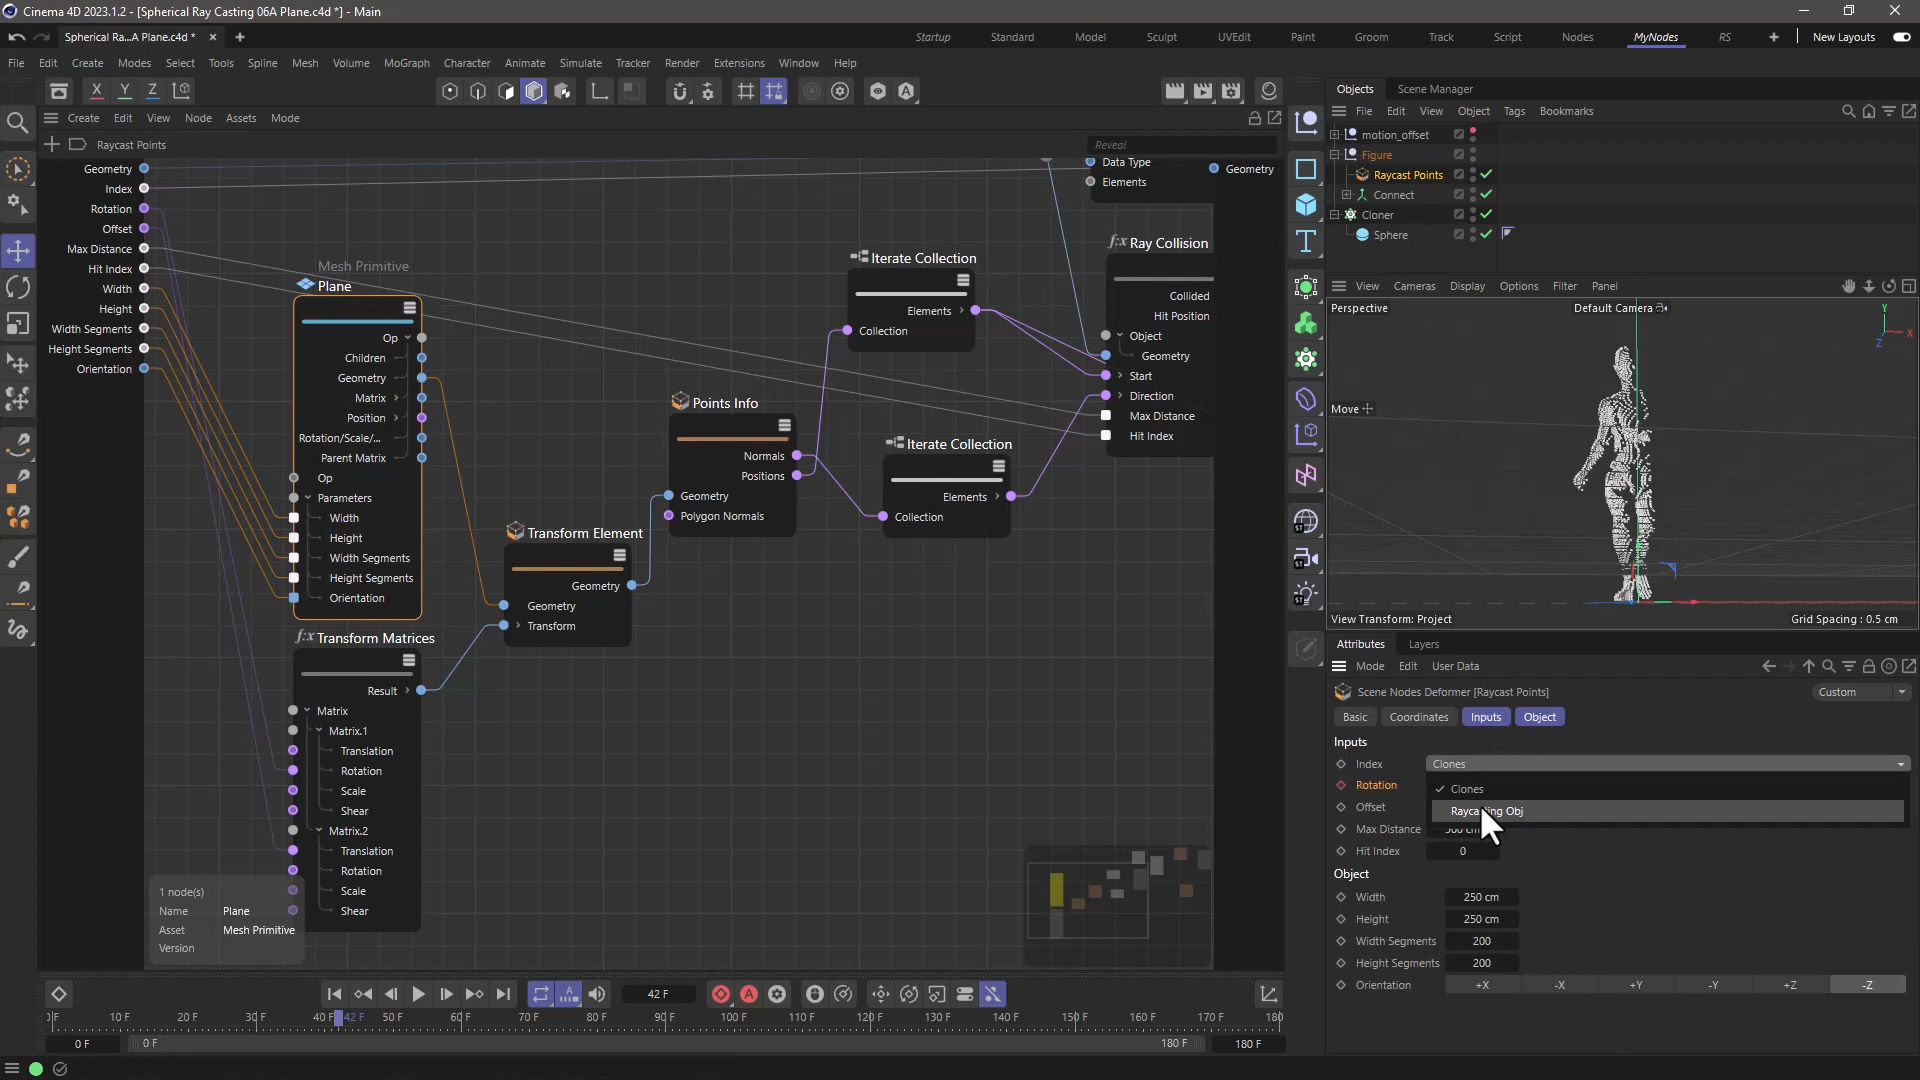 Cinema 4D 2023.1.2 - [Spherical Ray Casting 06A Plane.c4d *] - Main
Spherical Ra...A Plane.c4d *
Startup Standard Model Sculpt UVEdit Paint Groom Track Script Nodes MyNodes RS New Layouts
File Edit Create Modes Select Tools Spline Mesh Volume MoGraph Character Animate Simulate Tracker Render Extensions Window Help
X Y Z
Create Edit View Node Assets Mode
Raycast Points
Reveal
Geometry
Index
Rotation
Offset
Max Distance
Hit Index
Width
Height
Width Segments
Height Segments
Orientation
Mesh Primitive
Plane
Op
Children
Geometry
Matrix
Position
Rotation/Scale/...
Parent Matrix
Op
Parameters
Width
Height
Width Segments
Height Segments
Orientation
Transform Matrices
Result
Matrix
Matrix.1
Translation
Rotation
Scale
Shear
Matrix.2
Translation
Rotation
Scale
Shear
Transform Element
Geometry
Geometry
Transform
Points Info
Normals
Positions
Geometry
Polygon Normals
Iterate Collection
Elements
Collection
Iterate Collection
Elements
Collection
Data Type
Elements
Geometry
Ray Collision
Collided
Hit Position
Object
Geometry
Start
Direction
Max Distance
Hit Index
1 node(s)
Name Plane
Asset Mesh Primitive
Version
42 F
0F 10 F 20 F 30 F 40 F 42 F 50 F 60 F 70 F 80 F 90 F 100 F 110 F 120 F 130 F 140 F 150 F 160 F 170 F 180
0 F 0 F 180 F 180 F
Objects Scene Manager
File Edit View Object Tags Bookmarks
motion_offset
Figure
Raycast Points
Connect
Cloner
Sphere
View Cameras Display Options Filter Panel
Perspective Default Camera
Y
X
Z
Move
View Transform: Project Grid Spacing : 0.5 cm
Attributes Layers
Mode Edit User Data
Scene Nodes Deformer [Raycast Points] Custom
Basic Coordinates Inputs Object
Inputs
Index Clones
Rotation Clones
Offset
Max Distance 500 cm
Hit Index 0
Object
Width 250 cm
Height 250 cm
Width Segments 200
Height Segments 200
Orientation +X -X +Y -Y +Z -Z